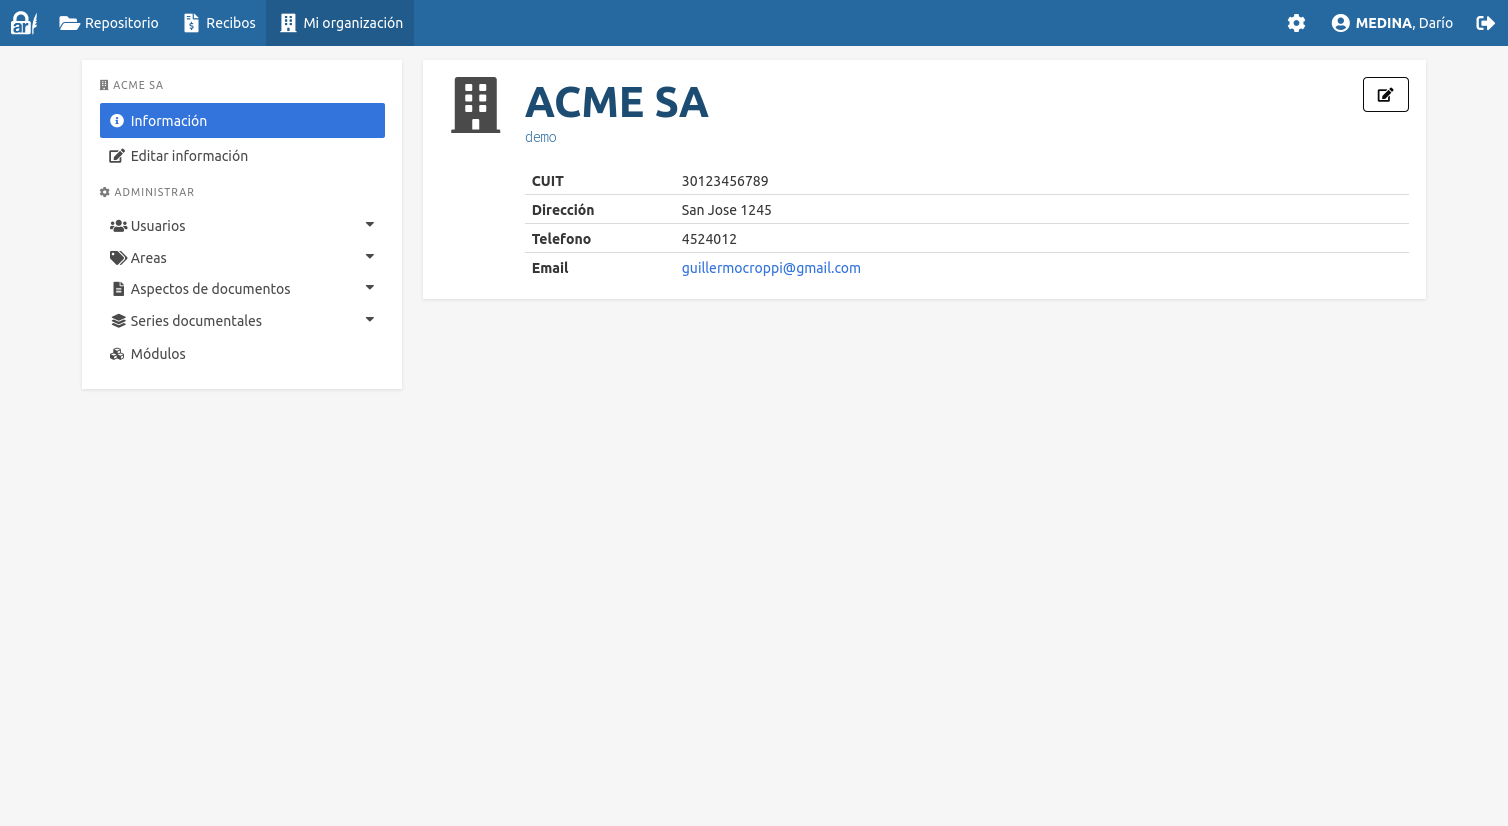 ar
Repositorio
Recibos
Mi organización
MEDINA, Darío
ACME SA
Información
Editar información
ADMINISTRAR
Usuarios
Areas
Aspectos de documentos
Series documentales
Módulos
ACME SA
demo
CUIT 30123456789
Dirección San Jose 1245
Telefono 4524012
Email guillermocroppi@gmail.com